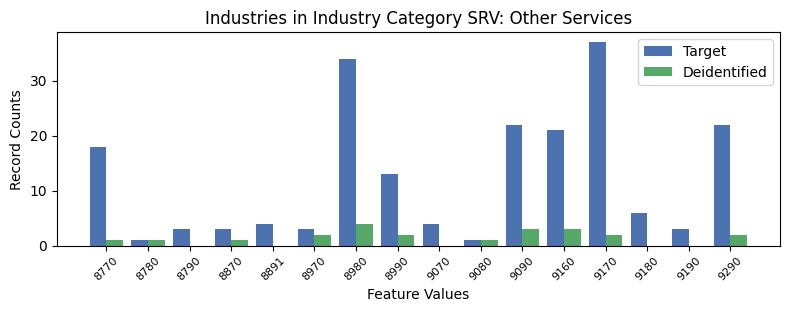 Industries in Industry Category SRV: Other Services
Target
Deidentified
Record Counts
30
20
10
0
8770 8780 8790 8870 8891 8970 8980 8990 9070 9080 9090 9160 9170 9180 9190 9290
Feature Values